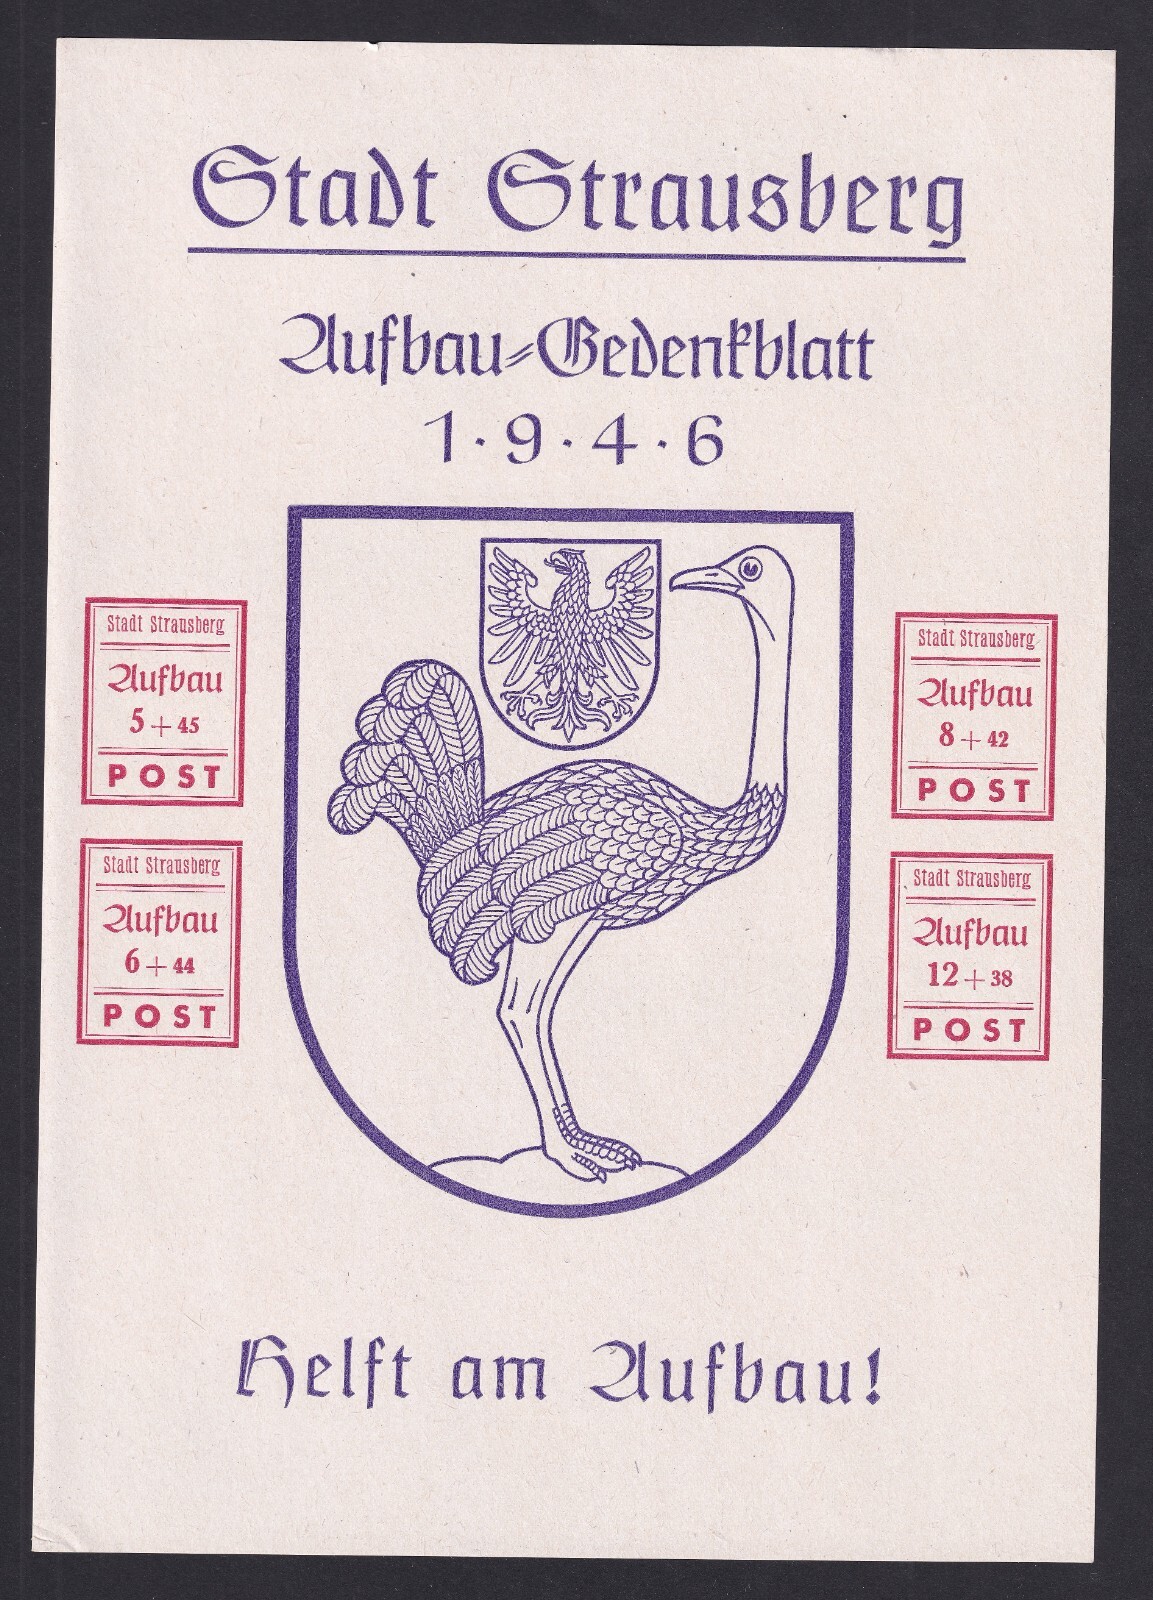 Stadt Strausberg
Aufbau-Gedenkblatt
1·9·4·6
Stadt Strausberg
Aufbau
5 + 45
POST
Stadt Strausberg
Aufbau
6 + 44
POST
Stadt Strausberg
Aufbau
8 + 42
POST
Stadt Strausberg
Aufbau
12 + 38
POST
Helft am Aufbau!